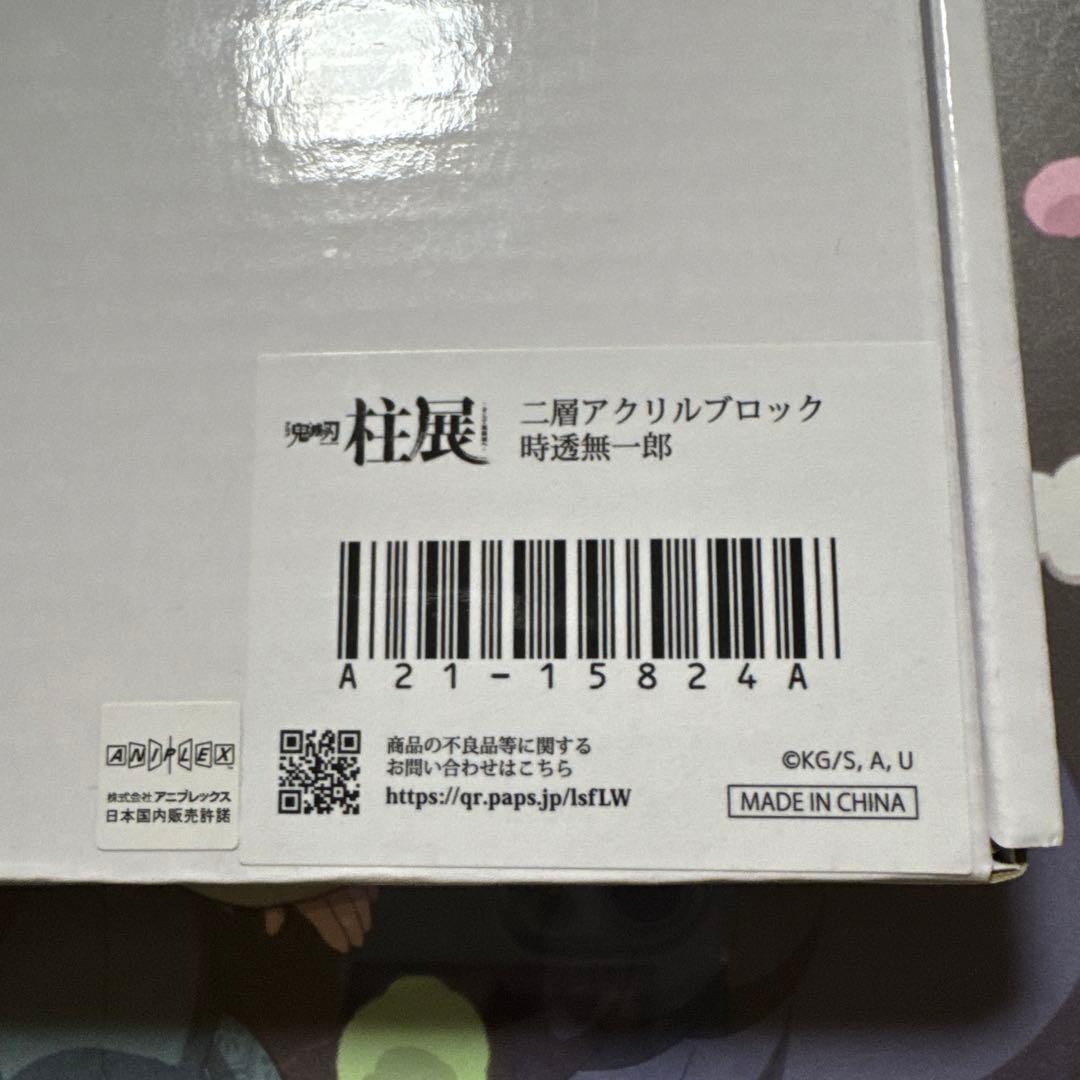 鬼滅の刃 柱展
二層アクリルブロック
時透無一郎
A21-15824A
商品の不良品等に関する
お問い合わせはこちら
https://qr.paps.jp/lsfLW
©KG/S, A, U
MADE IN CHINA
ANIPLEX™
株式会社アニプレックス
日本国内販売許諾